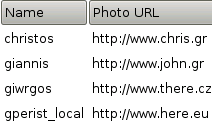 Name Photo URL
christos http://www.chris.gr
giannis http://www.john.gr
giwrgos http://www.there.cz
gperist_local http://www.here.eu